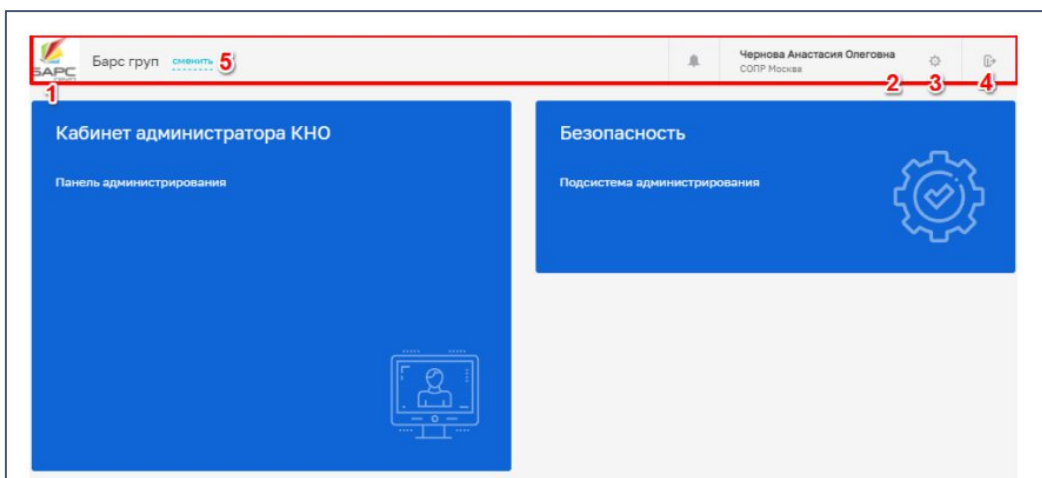 БАРС
ГРУП
Барс груп сменить 5
Чернова Анастасия Олеговна
СОПР Москва
1
2
3
4
Кабинет администратора КНО
Панель администрирования
Безопасность
Подсистема администрирования